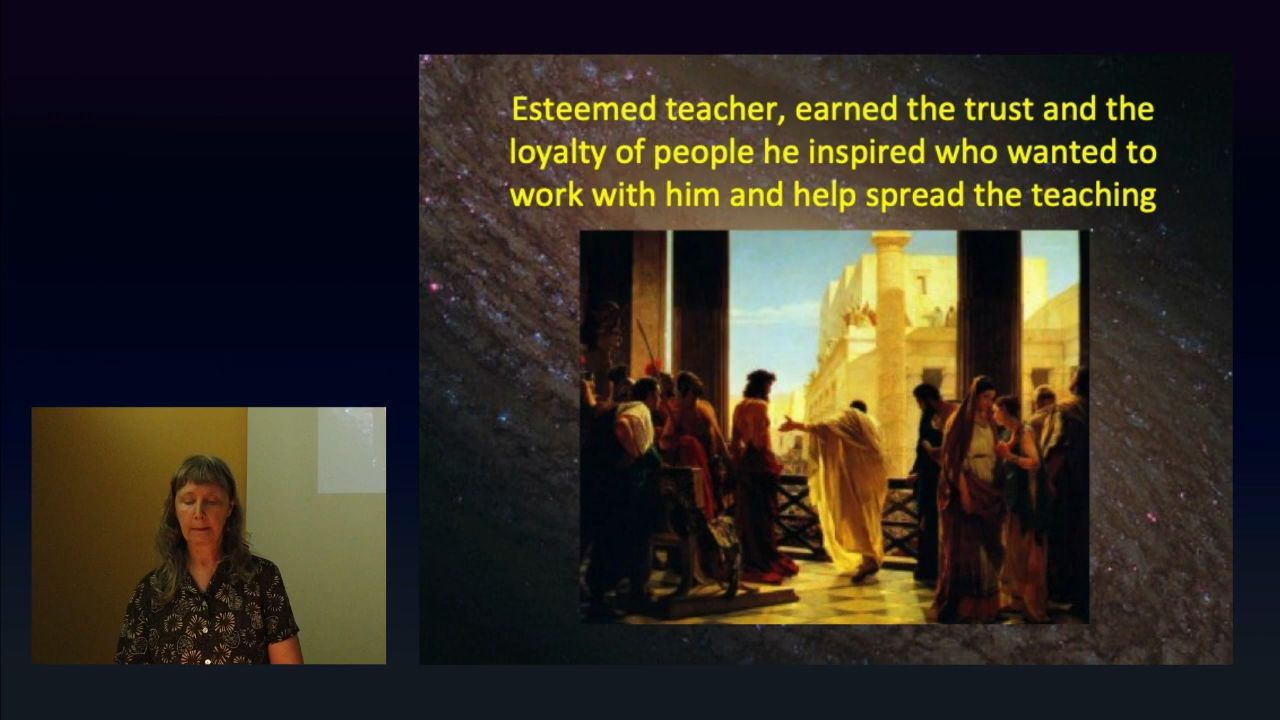 Esteemed teacher, earned the trust and the
loyalty of people he inspired who wanted to
work with him and help spread the teaching